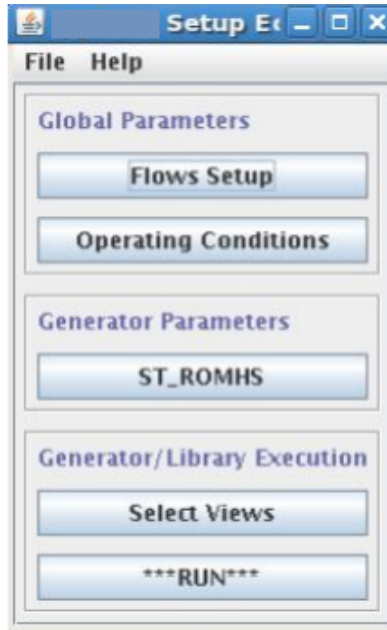 Setup
File Help
Global Parameters
Flows Setup
Operating Conditions
Generator Parameters
ST_ROMHS
Generator/Library Execution
Select Views
***RUN***